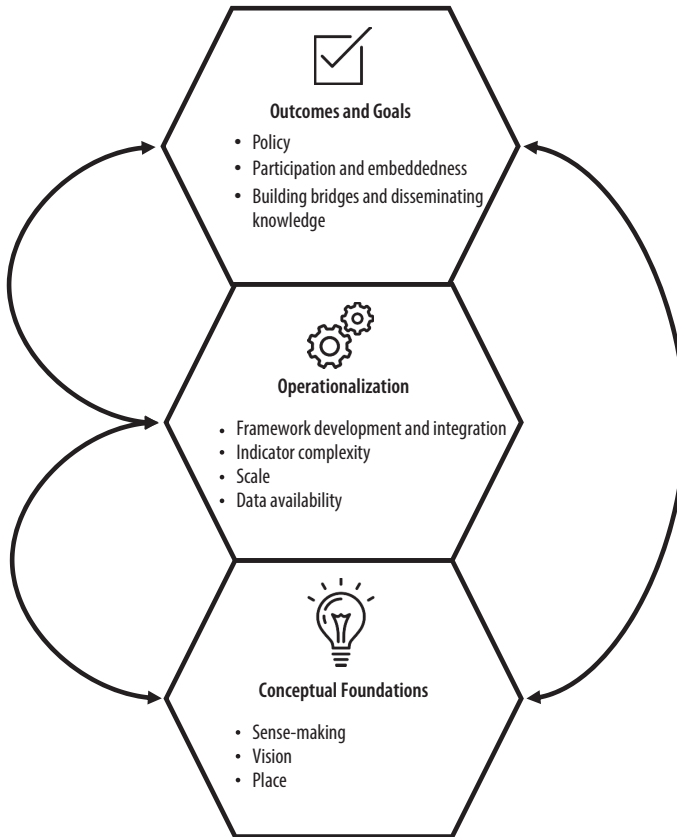 Outcomes and Goals
• Policy
• Participation and embeddedness
• Building bridges and disseminating
knowledge
Operationalization
• Framework development and integration
• Indicator complexity
• Scale
• Data availability
Conceptual Foundations
• Sense-making
• Vision
• Place